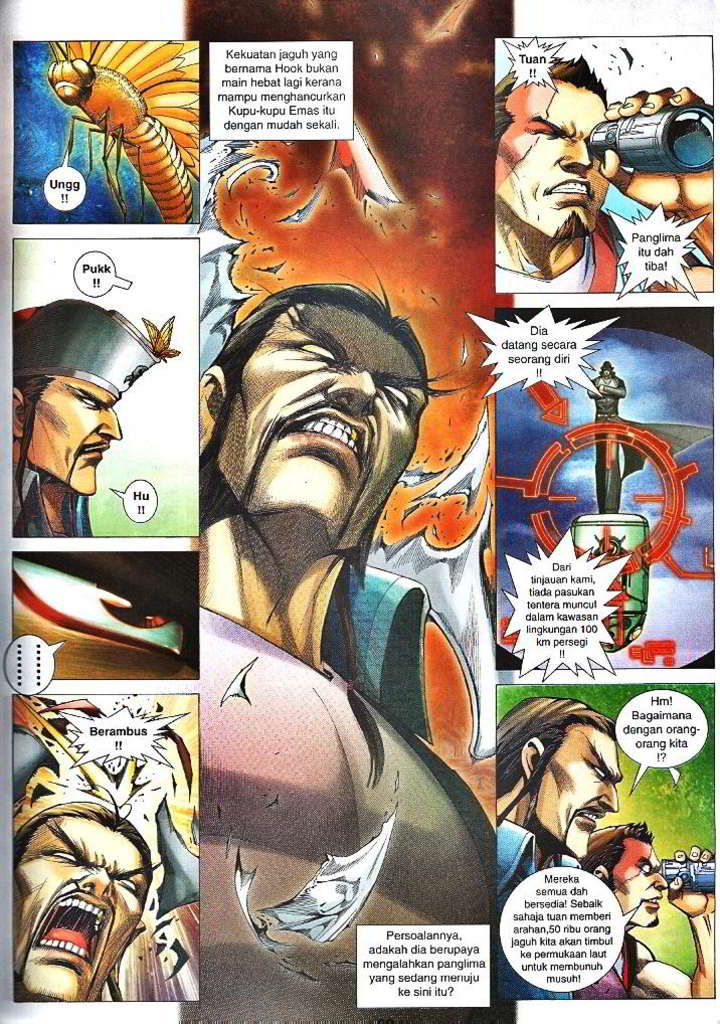 Ungg
!!
Pukk
!!
Hu
!!
Berambus
!!
Kekuatan jaguh yang
bernama Hook bukan
main hebat lagi kerana
mampu menghancurkan
Kupu-kupu Emas itu
dengan mudah sekali.
Persoalannya,
adakah dia berupaya
mengalahkan panglima
yang sedang menuju
ke sini itu?
Tuan
!!
Panglima
itu dah
tiba!
Dia
datang secara
seorang diri
!!
Dari
tinjauan kami,
tiada pasukan
tentera muncul
dalam kawasan
lingkungan 100
km persegi
!!
Hm!
Bagaimana
dengan orang-
orang kita
!?
Mereka
semua dah
bersedia! Sebaik
sahaja tuan memberi
arahan,50 ribu orang
jaguh kita akan timbul
ke permukaan laut
untuk membunuh
musuh!